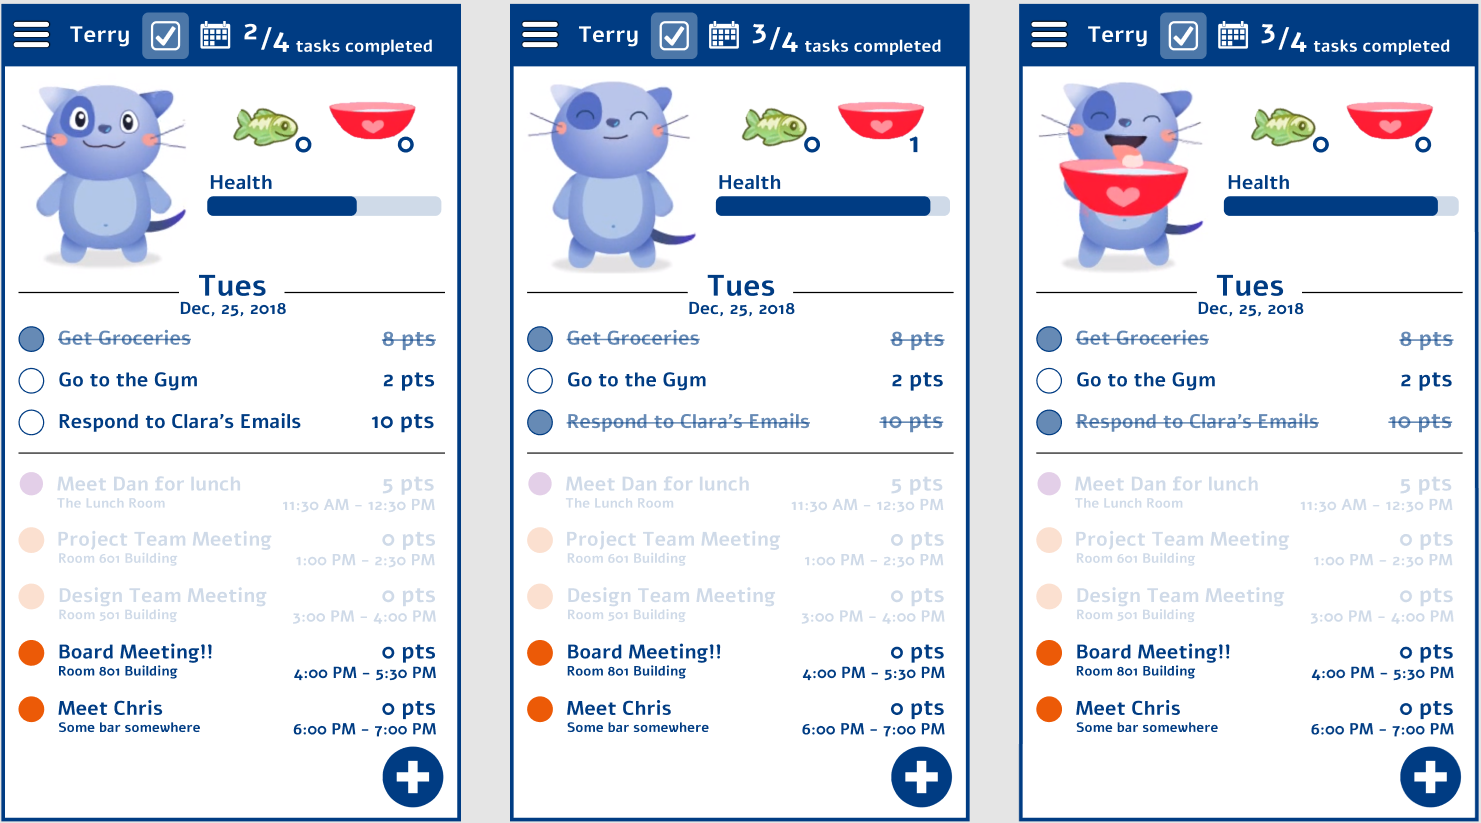 Terry 2/4 tasks completed
0 0
Health
Tues
Dec, 25, 2018
Get Groceries 8 pts
Go to the Gym 2 pts
Respond to Clara's Emails 10 pts
Meet Dan for lunch 5 pts
The Lunch Room 11:30 AM - 12:30 PM
Project Team Meeting 0 pts
Room 601 Building 1:00 PM - 2:30 PM
Design Team Meeting 0 pts
Room 501 Building 3:00 PM - 4:00 PM
Board Meeting!! 0 pts
Room 801 Building 4:00 PM - 5:30 PM
Meet Chris 0 pts
Some bar somewhere 6:00 PM - 7:00 PM
Terry 3/4 tasks completed
0 1
Health
Tues
Dec, 25, 2018
Get Groceries 8 pts
Go to the Gym 2 pts
Respond to Clara's Emails 10 pts
Meet Dan for lunch 5 pts
The Lunch Room 11:30 AM - 12:30 PM
Project Team Meeting 0 pts
Room 601 Building 1:00 PM - 2:30 PM
Design Team Meeting 0 pts
Room 501 Building 3:00 PM - 4:00 PM
Board Meeting!! 0 pts
Room 801 Building 4:00 PM - 5:30 PM
Meet Chris 0 pts
Some bar somewhere 6:00 PM - 7:00 PM
Terry 3/4 tasks completed
0 0
Health
Tues
Dec, 25, 2018
Get Groceries 8 pts
Go to the Gym 2 pts
Respond to Clara's Emails 10 pts
Meet Dan for lunch 5 pts
The Lunch Room 11:30 AM - 12:30 PM
Project Team Meeting 0 pts
Room 601 Building 1:00 PM - 2:30 PM
Design Team Meeting 0 pts
Room 501 Building 3:00 PM - 4:00 PM
Board Meeting!! 0 pts
Room 801 Building 4:00 PM - 5:30 PM
Meet Chris 0 pts
Some bar somewhere 6:00 PM - 7:00 PM